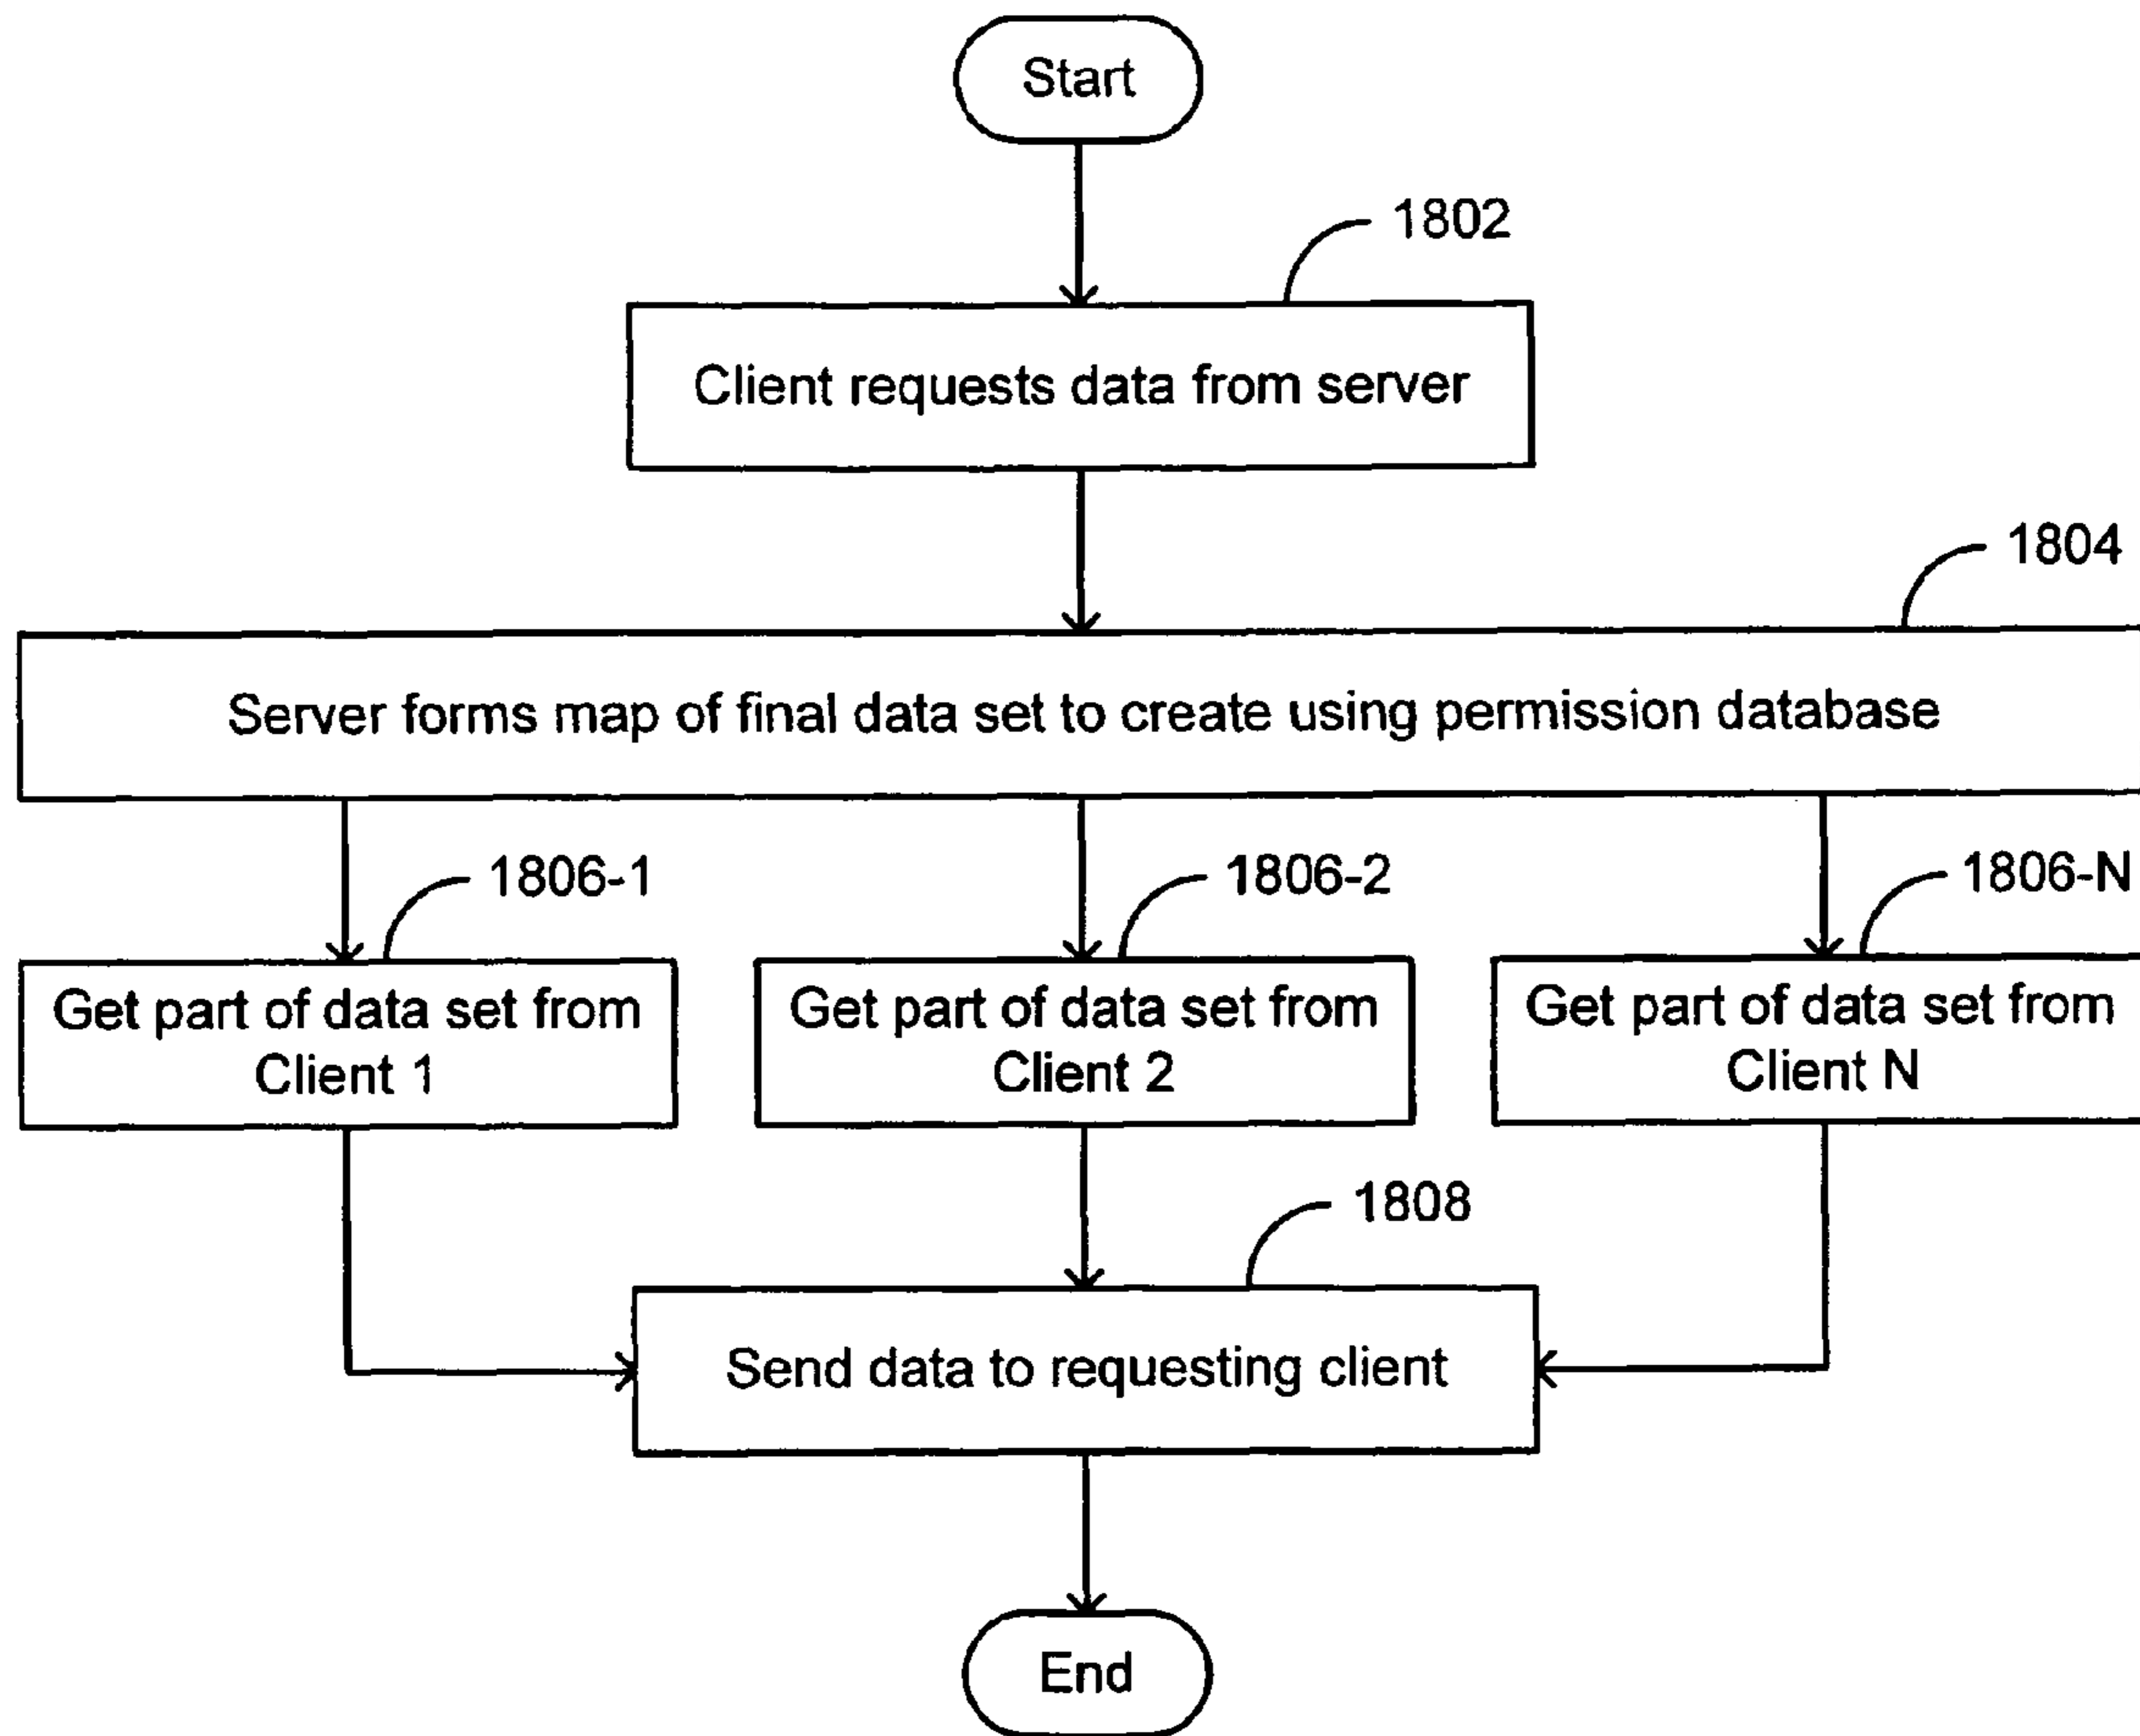 Start
1802
Client requests data from server
1804
Server forms map of final data set to create using permission database
1806-1
1806-2
1806-N
Get part of data set from
Client 1
Get part of data set from
Client 2
Get part of data set from
Client N
1808
Send data to requesting client
End